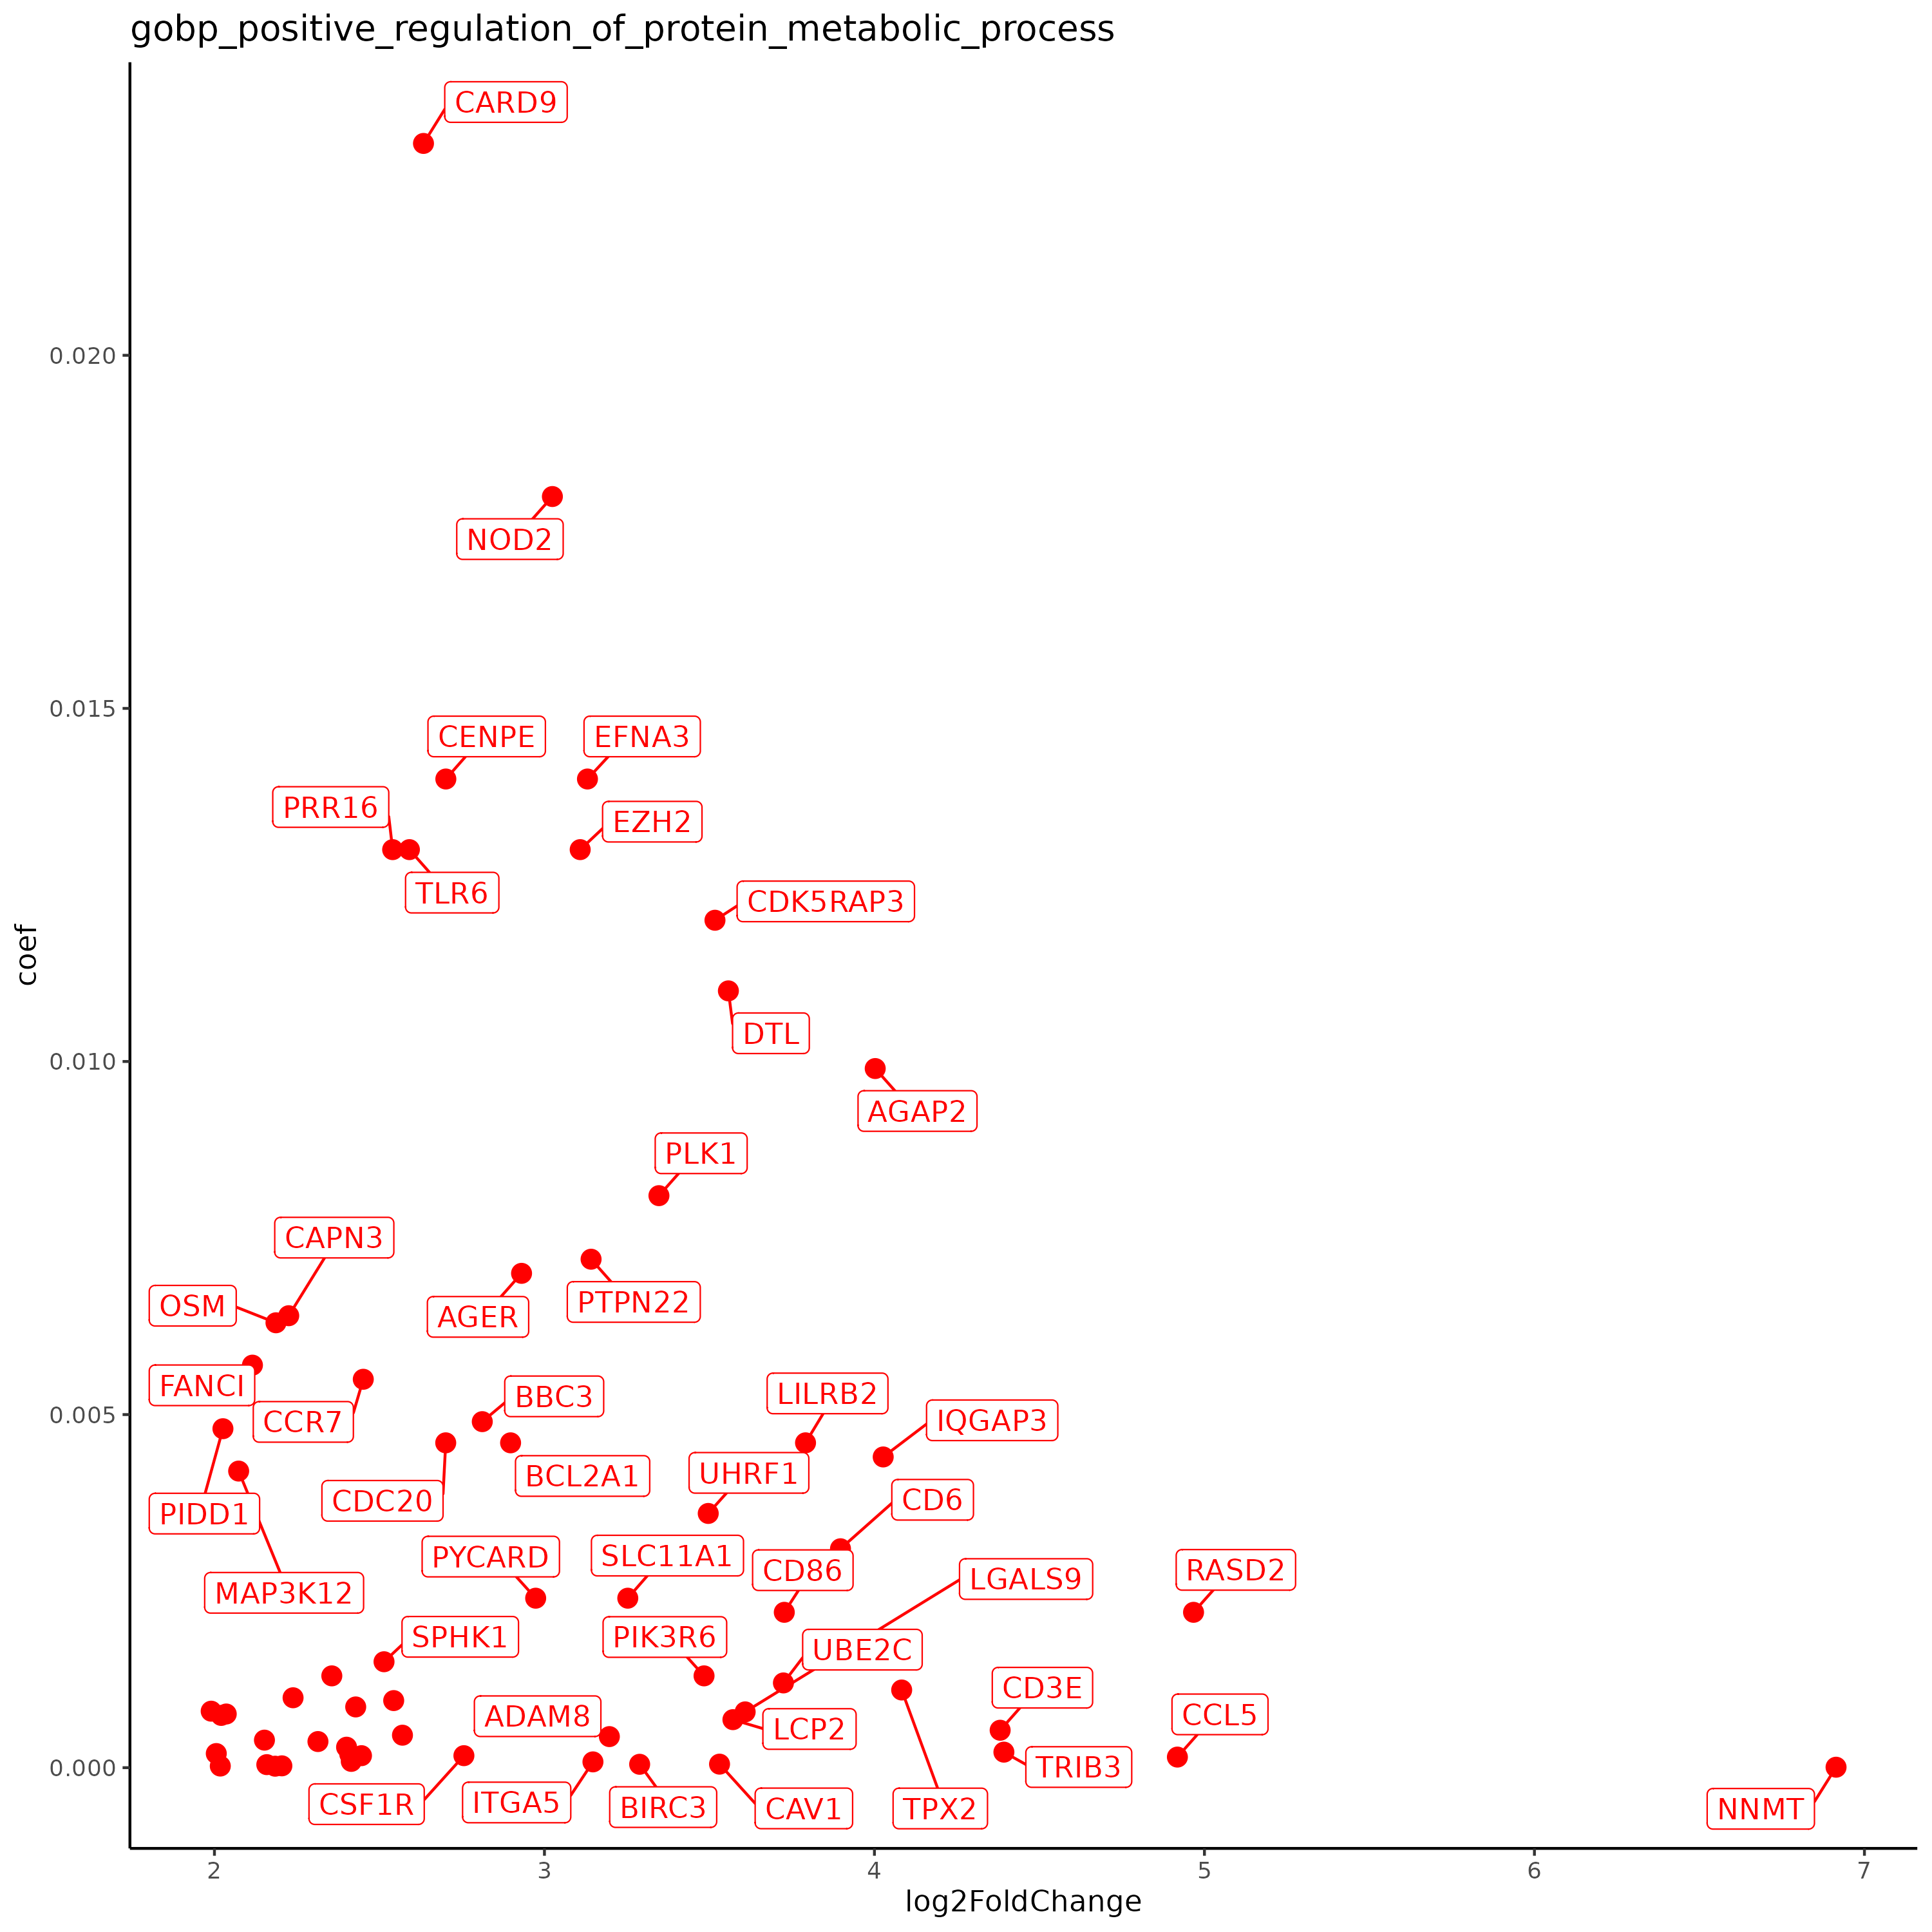 gobp_positive_regulation_of_protein_metabolic_process
CARD9
0.020
NOD2
0.015
CENPE
EFNA3
PRR16
EZH2
TLR6
CDK5RAP3
coef
DTL
0.010
AGAP2
PLK1
CAPN3
OSM
PTPN22
AGER
FANCI
LILRB2
BBC3
CCR7
IQGAP3
0.005
UHRF1
BCL2A1
CDC20
CD6
PIDD1
PYCARD
SLC11A1
CD86
RASD2
LGALS9
MAP3K12
SPHK1
PIK3R6
UBE2C
CD3E
ADAM8
CCL5
LCP2
0.000
TRIB3
CSF1R
ITGA5
BIRC3
CAV1
TPX2
NNMT
2 3 4 5 6 7
log2FoldChange